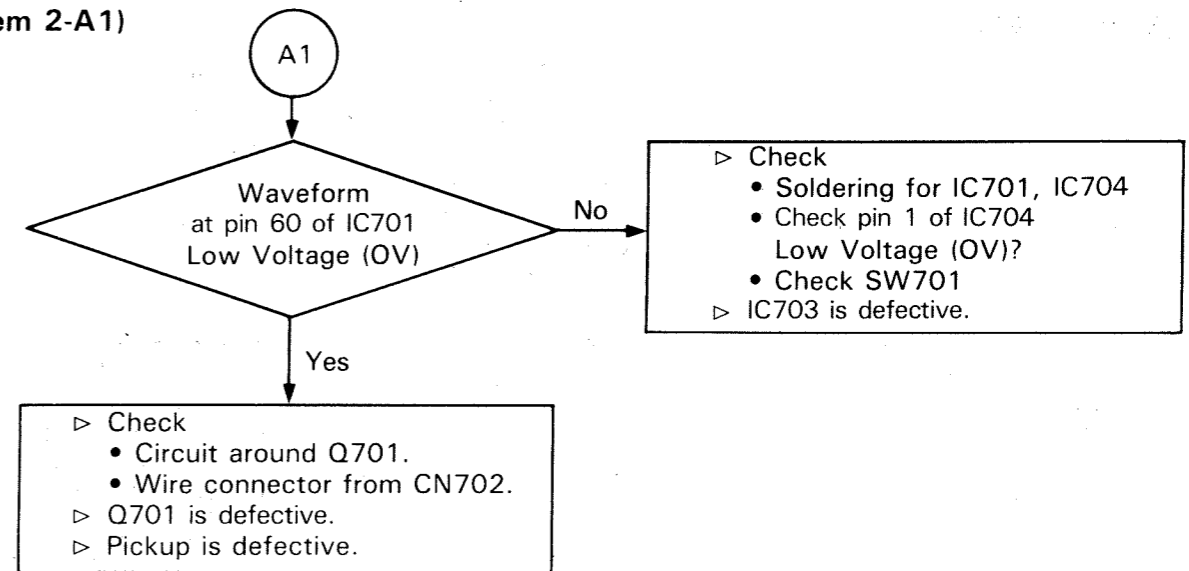 em 2-A1)
A1
Waveform
at pin 60 of IC701
Low Voltage (OV)
No
▷ Check
• Soldering for IC701, IC704
• Check pin 1 of IC704
Low Voltage (OV)?
• Check SW701
▷ IC703 is defective.
Yes
▷ Check
• Circuit around Q701.
• Wire connector from CN702.
▷ Q701 is defective.
▷ Pickup is defective.